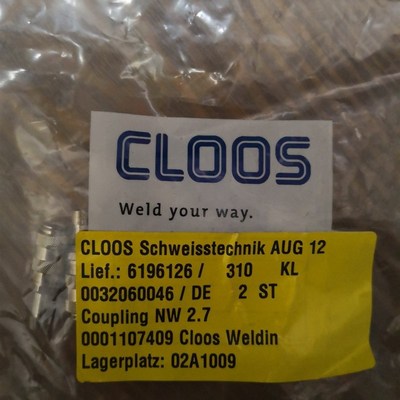 CLOOS
Weld your way.
CLOOS Schweisstechnik AUG 12
Lief.: 6196126 / 310 KL
0032060046 / DE 2 ST
Coupling NW 2.7
0001107409 Cloos Weldin
Lagerplatz: 02A1009